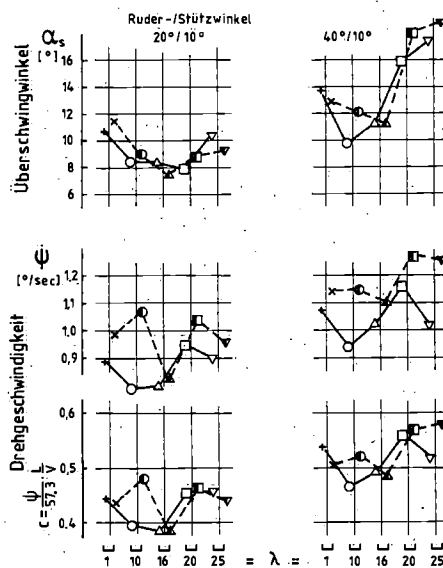 Ruder-/Stützwinkel
20°/10°
40°/10°
Überschwingwinkel
αs
[°]
16
14
12
10
8
6
Drehgeschwindigkeit
ψ̇
[°/sec]
1,2
1,1
1,0
0,9
c = ψ̇/57,3 L/V
0,6
0,5
0,4
1 10 15 20 25 = λ = 1 10 15 20 25